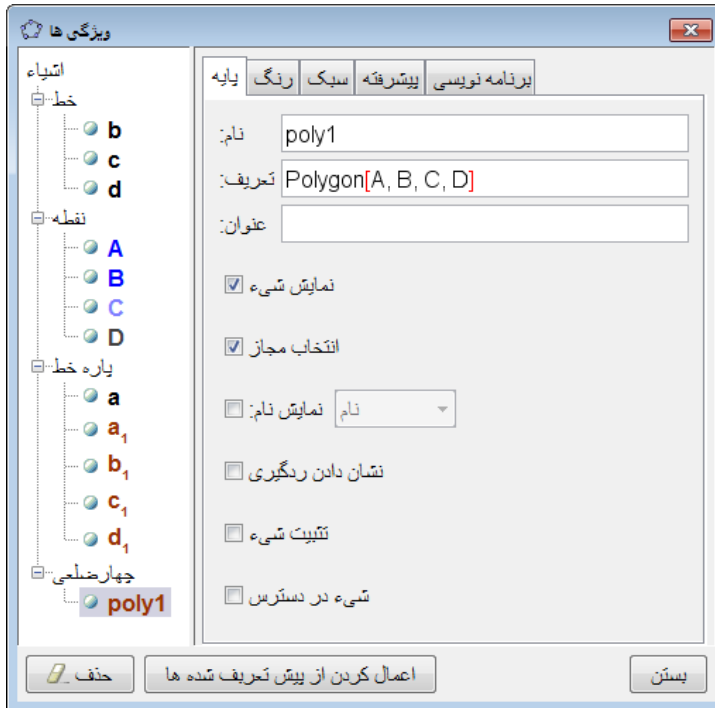 ویژگی ها
اشیاء
خط
b
c
d
نقطه
A
B
C
D
پاره خط
a
a₁
b₁
c₁
d₁
چهارضلعی
poly1
پایه رنگ سبک پیشرفته برنامه نویسی
نام: poly1
تعریف: Polygon[A, B, C, D]
عنوان:
نمایش شیء
انتخاب مجاز
نمایش نام: نام
نشان دادن ردگیری
تثبیت شیء
شیء در دسترس
حذف اعمال کردن از پیش تعریف شده ها بستن